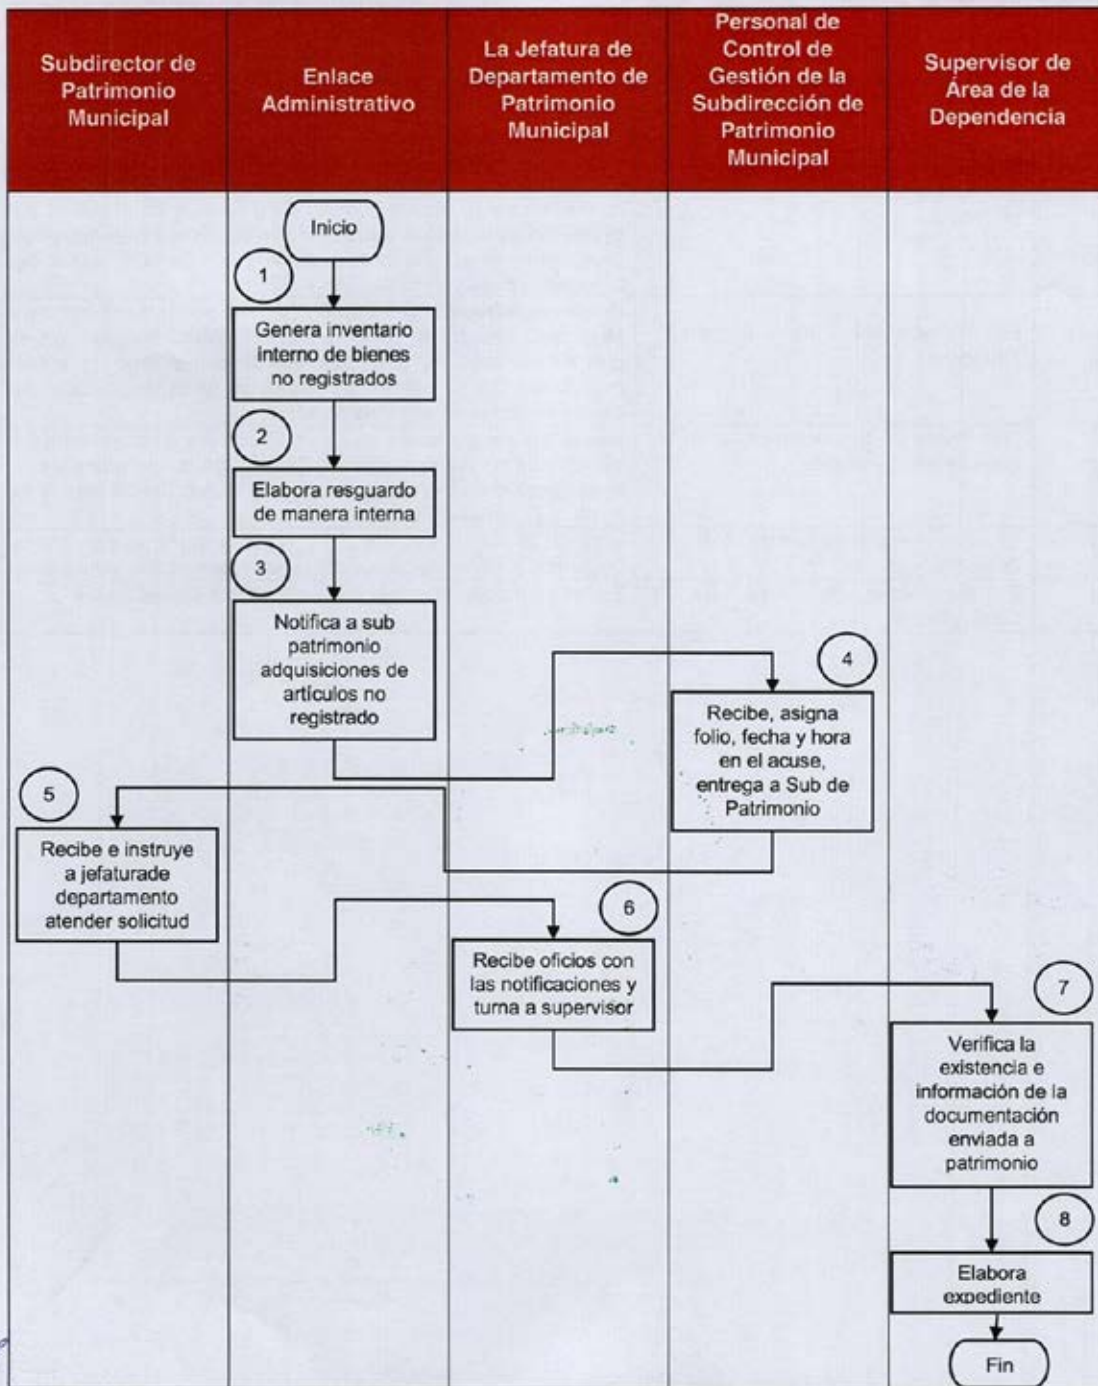 Subdirector de
Patrimonio
Municipal
Enlace
Administrativo
La Jefatura de
Departamento de
Patrimonio
Municipal
Personal de
Control de
Gestión de la
Subdirección de
Patrimonio
Municipal
Supervisor de
Área de la
Dependencia
Inicio
1
Genera inventario
interno de bienes
no registrados
2
Elabora resguardo
de manera interna
3
Notifica a sub
patrimonio
adquisiciones de
artículos no
registrado
4
Recibe, asigna
folio, fecha y hora
en el acuse,
entrega a Sub de
Patrimonio
5
Recibe e instruye
a jefaturade
departamento
atender solicitud
6
Recibe oficios con
las notificaciones y
turna a supervisor
7
Verifica la
existencia e
información de la
documentación
enviada a
patrimonio
8
Elabora
expediente
Fin